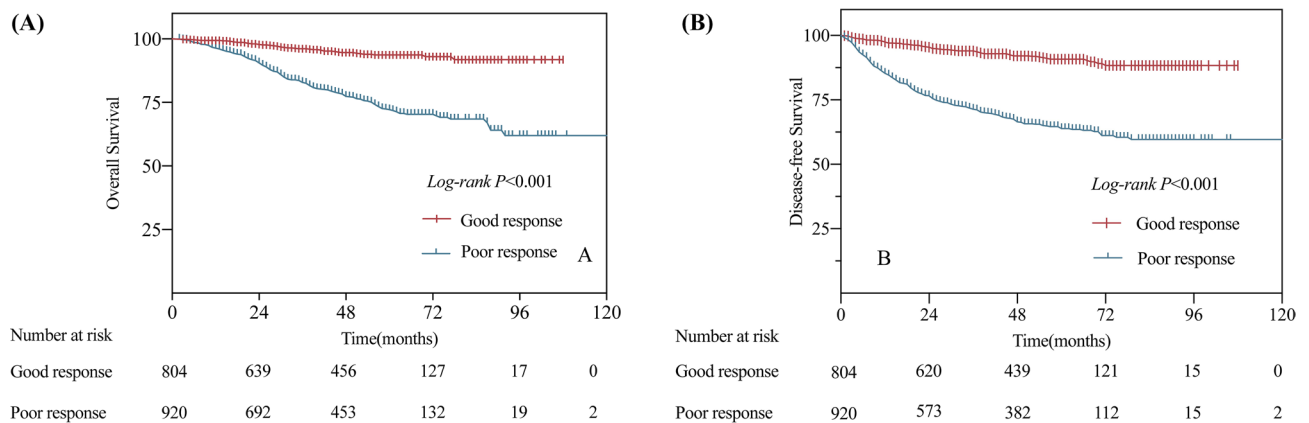 (A)
100
75
50
25
Overall Survival
Log-rank P<0.001
Good response
Poor response
A
0 24 48 72 96 120
Time(months)
Number at risk
Good response 804 639 456 127 17 0
Poor response 920 692 453 132 19 2
(B)
100
75
50
25
Disease-free Survival
Log-rank P<0.001
Good response
Poor response
B
0 24 48 72 96 120
Time(months)
Number at risk
Good response 804 620 439 121 15 0
Poor response 920 573 382 112 15 2